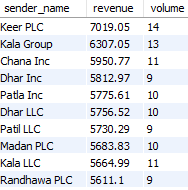 sender_name revenue volume
Keer PLC 7019.05 14
Kala Group 6307.05 13
Chana Inc 5950.77 11
Dhar Inc 5812.97 9
Patla Inc 5775.61 10
Dhar LLC 5756.52 10
Patil LLC 5730.29 9
Madan PLC 5683.83 10
Kala LLC 5664.99 11
Randhawa PLC 5611.1 9